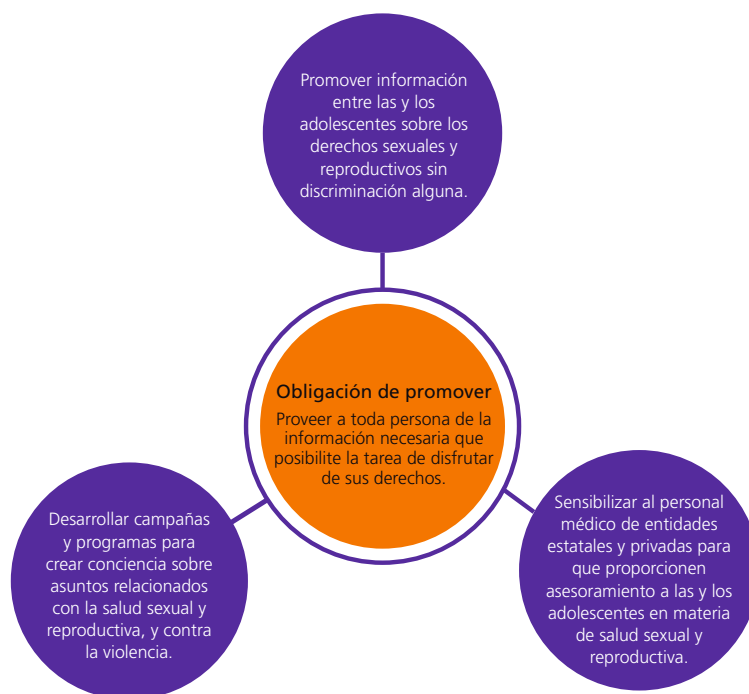 Promover información
entre las y los
adolescentes sobre los
derechos sexuales y
reproductivos sin
discriminación alguna.
Obligación de promover
Proveer a toda persona de la
información necesaria que
posibilite la tarea de disfrutar
de sus derechos.
Desarrollar campañas
y programas para
crear conciencia sobre
asuntos relacionados
con la salud sexual y
reproductiva, y contra
la violencia.
Sensibilizar al personal
médico de entidades
estatales y privadas para
que proporcionen
asesoramiento a las y los
adolescentes en materia
de salud sexual y
reproductiva.